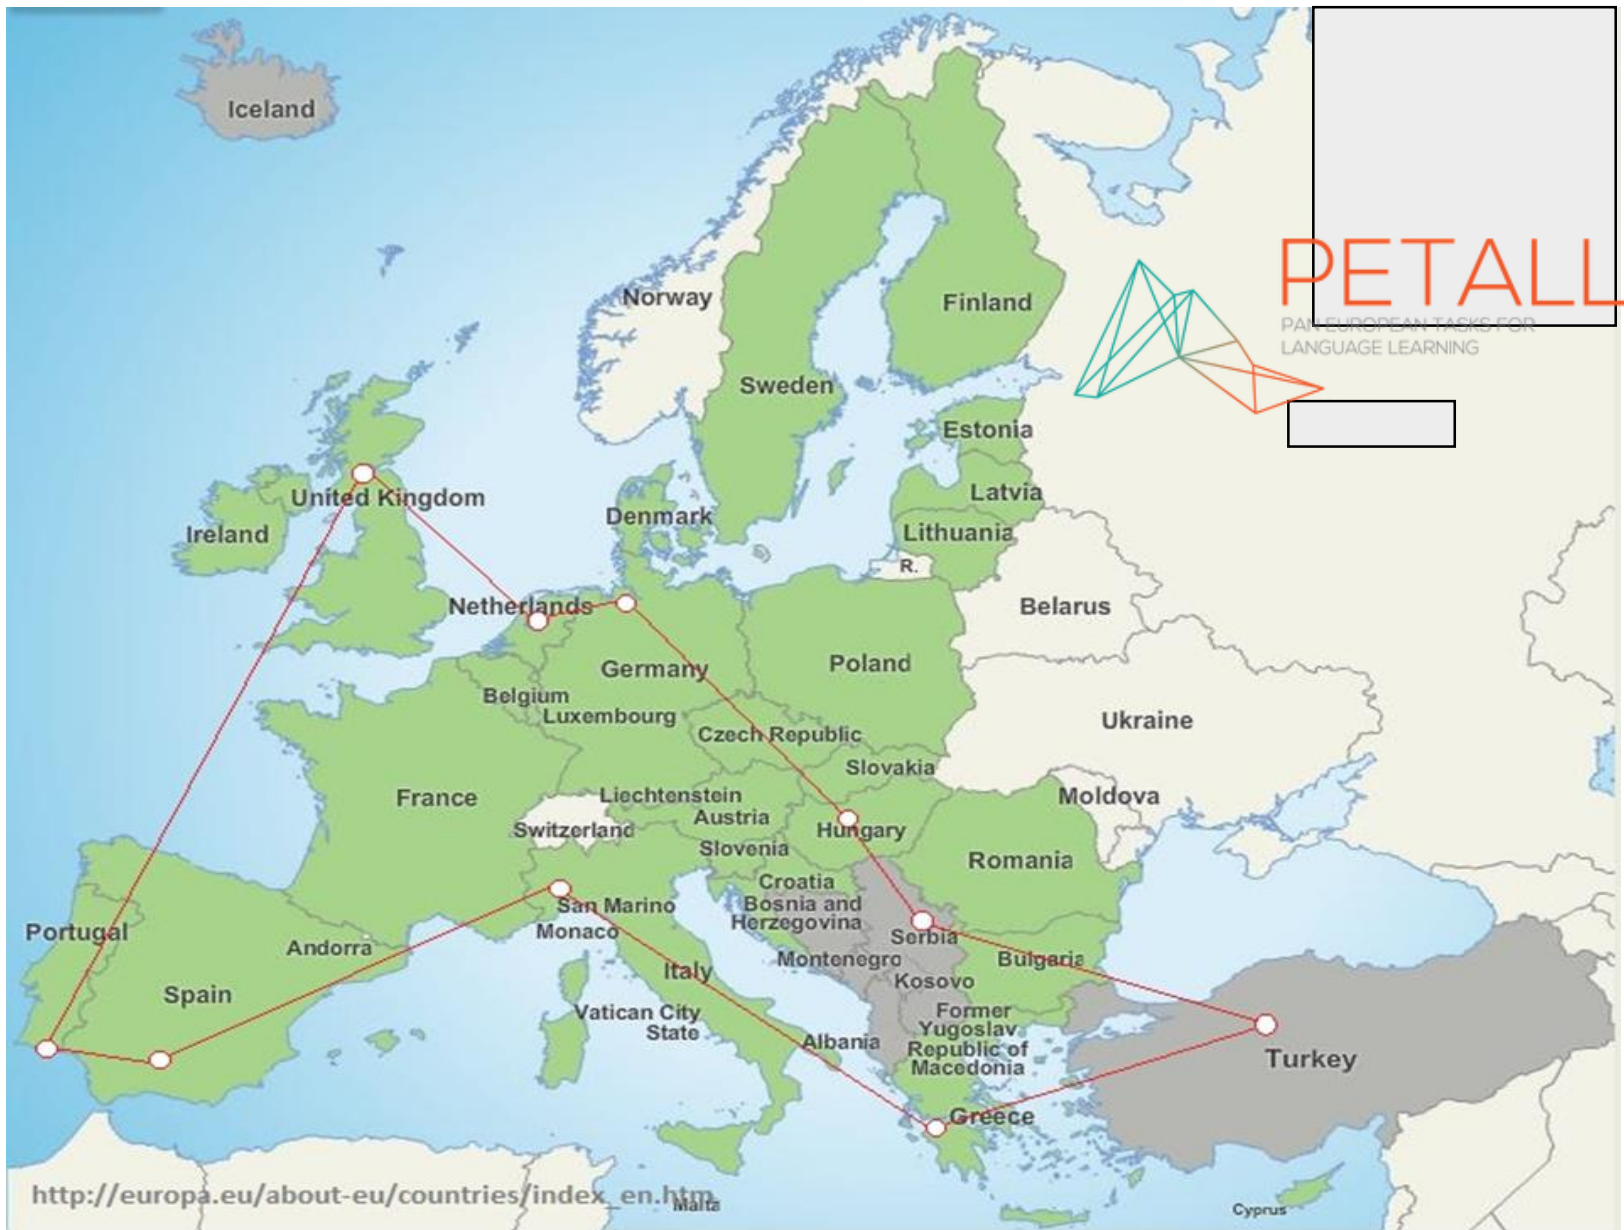 Iceland
PETALL
PAN EUROPEAN TASKS FOR
LANGUAGE LEARNING
Norway
Finland
Sweden
Estonia
Latvia
United Kingdom
Denmark
Ireland
Lithuania
R.
Netherlands
Belarus
Germany
Poland
Belgium
Luxembourg
Ukraine
Czech Republic
Slovakia
France
Liechtenstein
Moldova
Austria
Switzerland
Hungary
Slovenia
Romania
Croatia
San Marino
Bosnia and
Herzegovina
Portugal
Monaco
Serbia
Andorra
Montenegro
Bulgaria
Italy
Kosovo
Spain
Vatican City
State
Former
Yugoslav
Republic of
Macedonia
Albania
Turkey
Greece
http://europa.eu/about-eu/countries/index_en.htm
Malta
Cyprus